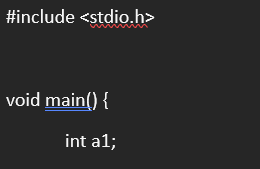 #include <stdio.h>
void main() {
int a1;